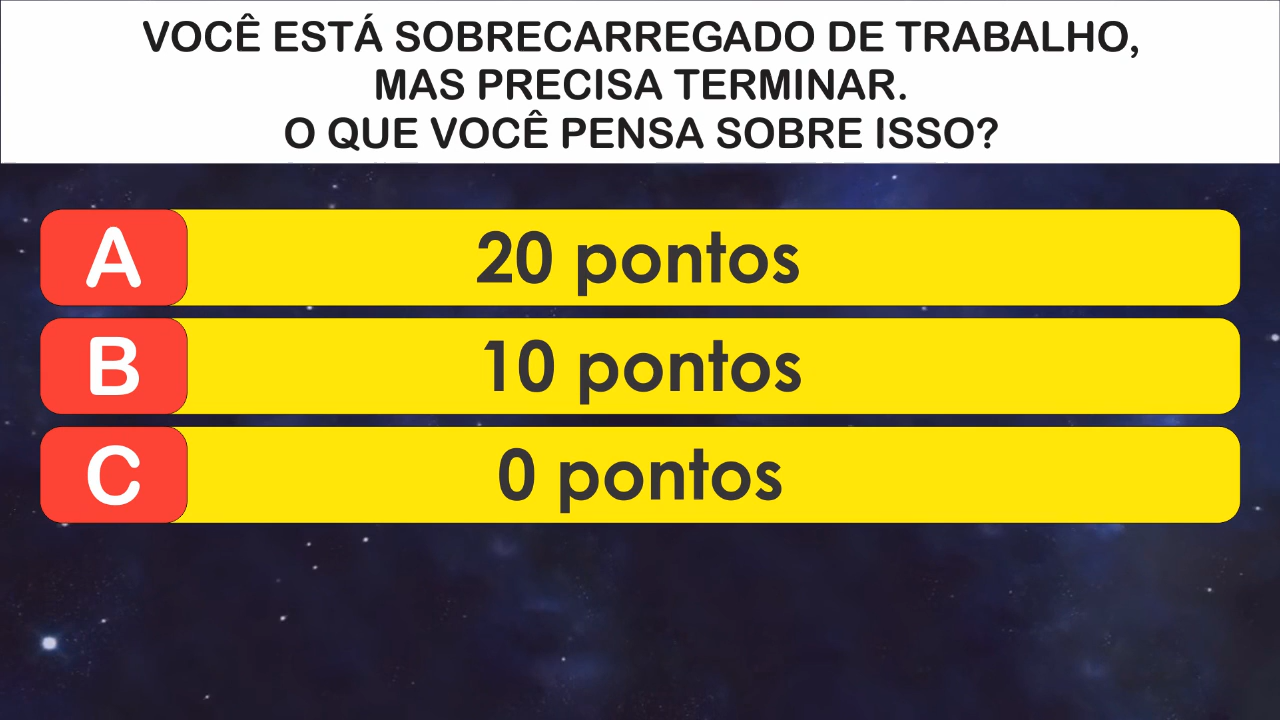 VOCÊ ESTÁ SOBRECARREGADO DE TRABALHO,
MAS PRECISA TERMINAR.
O QUE VOCÊ PENSA SOBRE ISSO?
A 20 pontos
B 10 pontos
C 0 pontos